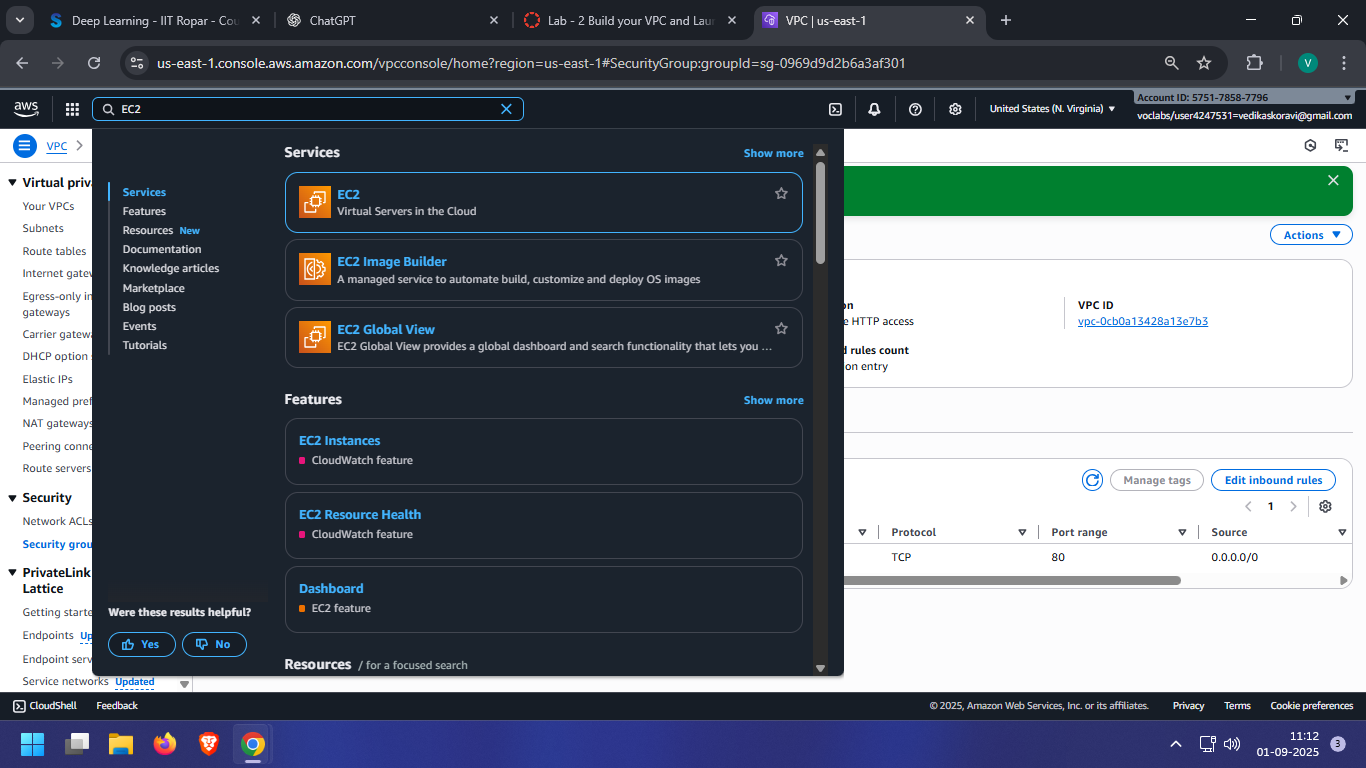 Deep Learning - IIT Ropar - Cou
ChatGPT
Lab - 2 Build your VPC and Laun
VPC | us-east-1
us-east-1.console.aws.amazon.com/vpcconsole/home?region=us-east-1#SecurityGroup:groupId=sg-0969d9d2b6a3af301
V
aws
EC2
United States (N. Virginia)
Account ID: 5751-7858-7796
voclabs/user4247531=vedikaskoravi@gmail.com
VPC
Virtual priva
Your VPCs
Subnets
Route tables
Internet gatew
Egress-only in
gateways
Carrier gatewa
DHCP option s
Elastic IPs
Managed prefi
NAT gateways
Peering conne
Route servers
Security
Network ACLs
Security grou
PrivateLink
Lattice
Getting starte
Endpoints Up
Endpoint serv
Service networks Updated
Services
Features
Resources New
Documentation
Knowledge articles
Marketplace
Blog posts
Events
Tutorials
Were these results helpful?
Yes
No
Services
Show more
EC2
Virtual Servers in the Cloud
EC2 Image Builder
A managed service to automate build, customize and deploy OS images
EC2 Global View
EC2 Global View provides a global dashboard and search functionality that lets you ...
Features
Show more
EC2 Instances
CloudWatch feature
EC2 Resource Health
CloudWatch feature
Dashboard
EC2 feature
Resources / for a focused search
Actions
on
e HTTP access
VPC ID
vpc-0cb0a13428a13e7b3
d rules count
on entry
Manage tags
Edit inbound rules
1
Protocol
Port range
Source
TCP
80
0.0.0.0/0
CloudShell
Feedback
© 2025, Amazon Web Services, Inc. or its affiliates.
Privacy
Terms
Cookie preferences
11:12
01-09-2025
3